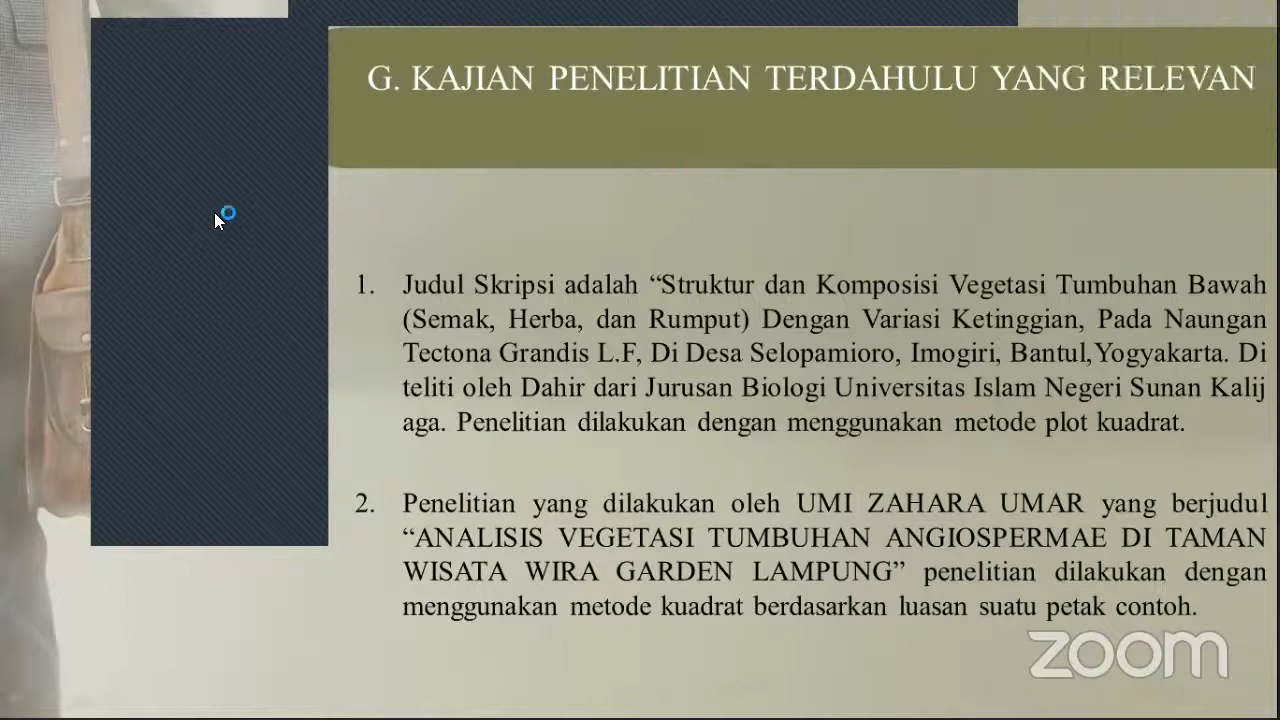 G. KAJIAN PENELITIAN TERDAHULU YANG RELEVAN
1. Judul Skripsi adalah “Struktur dan Komposisi Vegetasi Tumbuhan Bawah
(Semak, Herba, dan Rumput) Dengan Variasi Ketinggian, Pada Naungan
Tectona Grandis L.F, Di Desa Selopamioro, Imogiri, Bantul,Yogyakarta. Di
teliti oleh Dahir dari Jurusan Biologi Universitas Islam Negeri Sunan Kalij
aga. Penelitian dilakukan dengan menggunakan metode plot kuadrat.
2. Penelitian yang dilakukan oleh UMI ZAHARA UMAR yang berjudul
“ANALISIS VEGETASI TUMBUHAN ANGIOSPERMAE DI TAMAN
WISATA WIRA GARDEN LAMPUNG” penelitian dilakukan dengan
menggunakan metode kuadrat berdasarkan luasan suatu petak contoh.
zoom